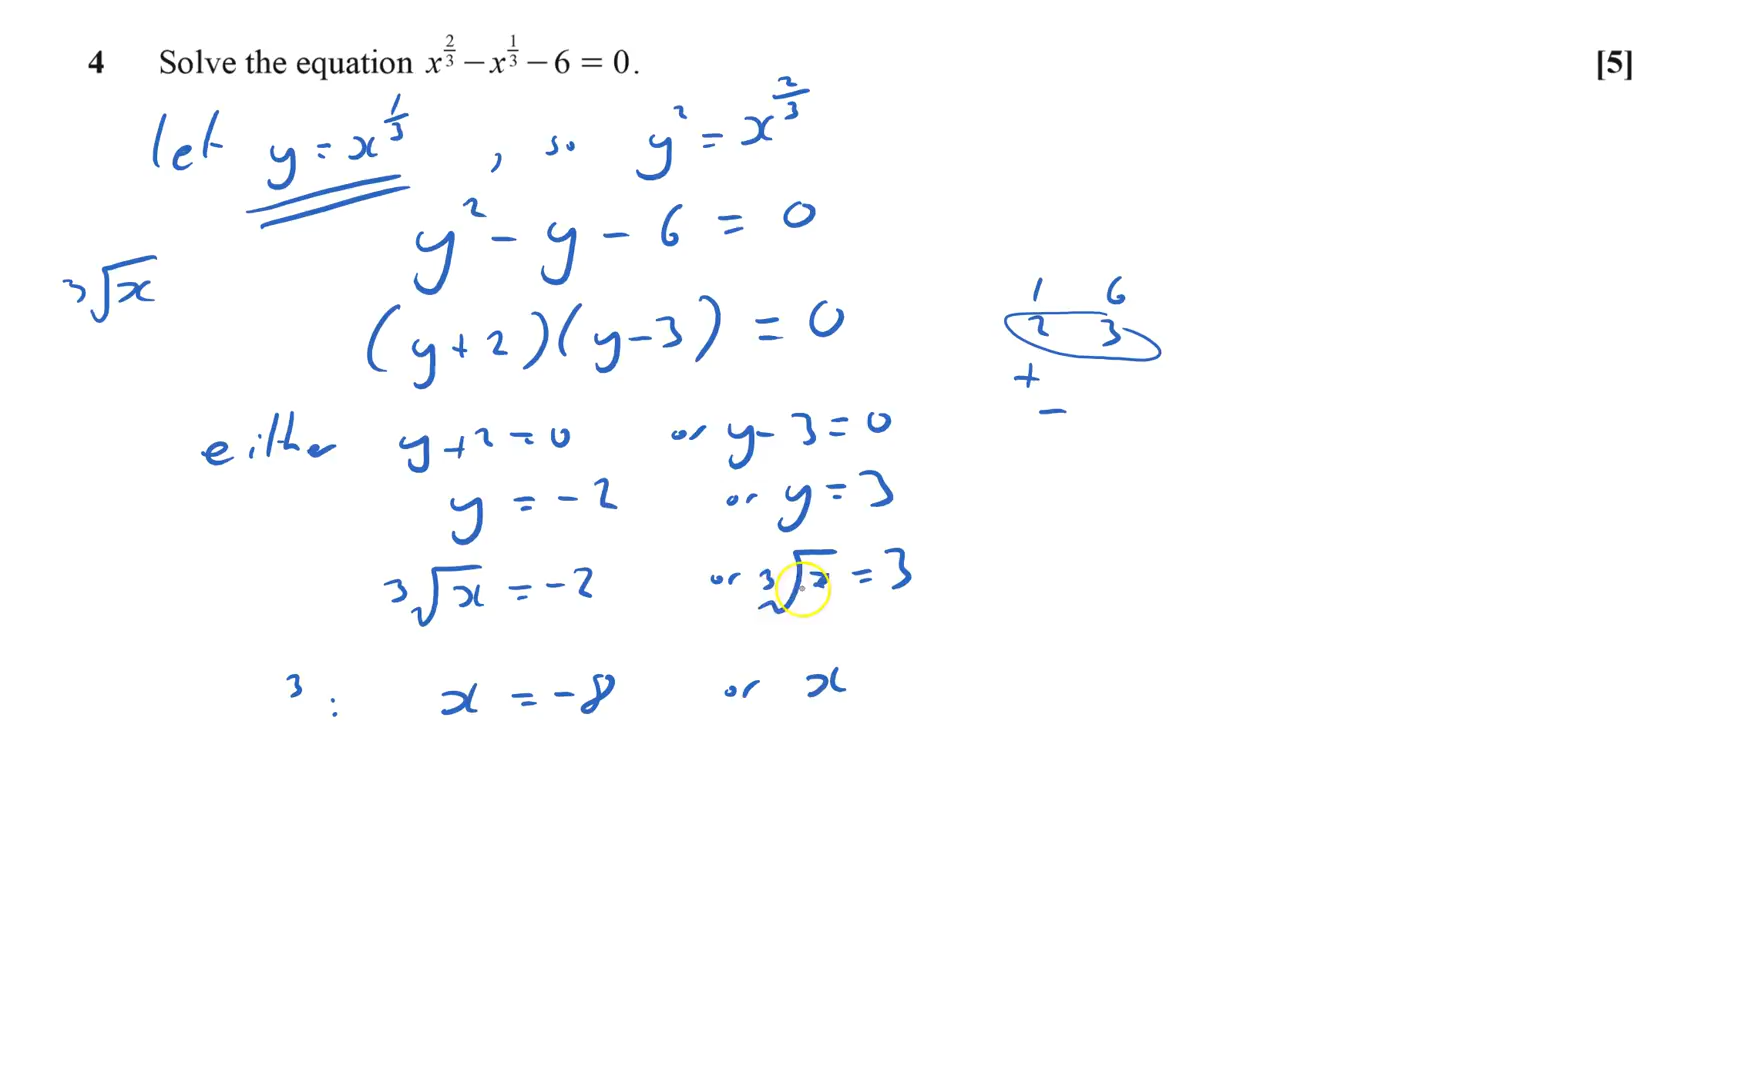 4 Solve the equation x^{2/3} − x^{1/3} − 6 = 0. [5]
let y = x^{1/3} , so y² = x^{2/3}
y² − y − 6 = 0
∛x
1 6
(y + 2)(y − 3) = 0
2 3
+
−
either y + 2 = 0 or y − 3 = 0
y = −2 or y = 3
∛x = −2 or ∛x = 3
3 : x = −8 or x